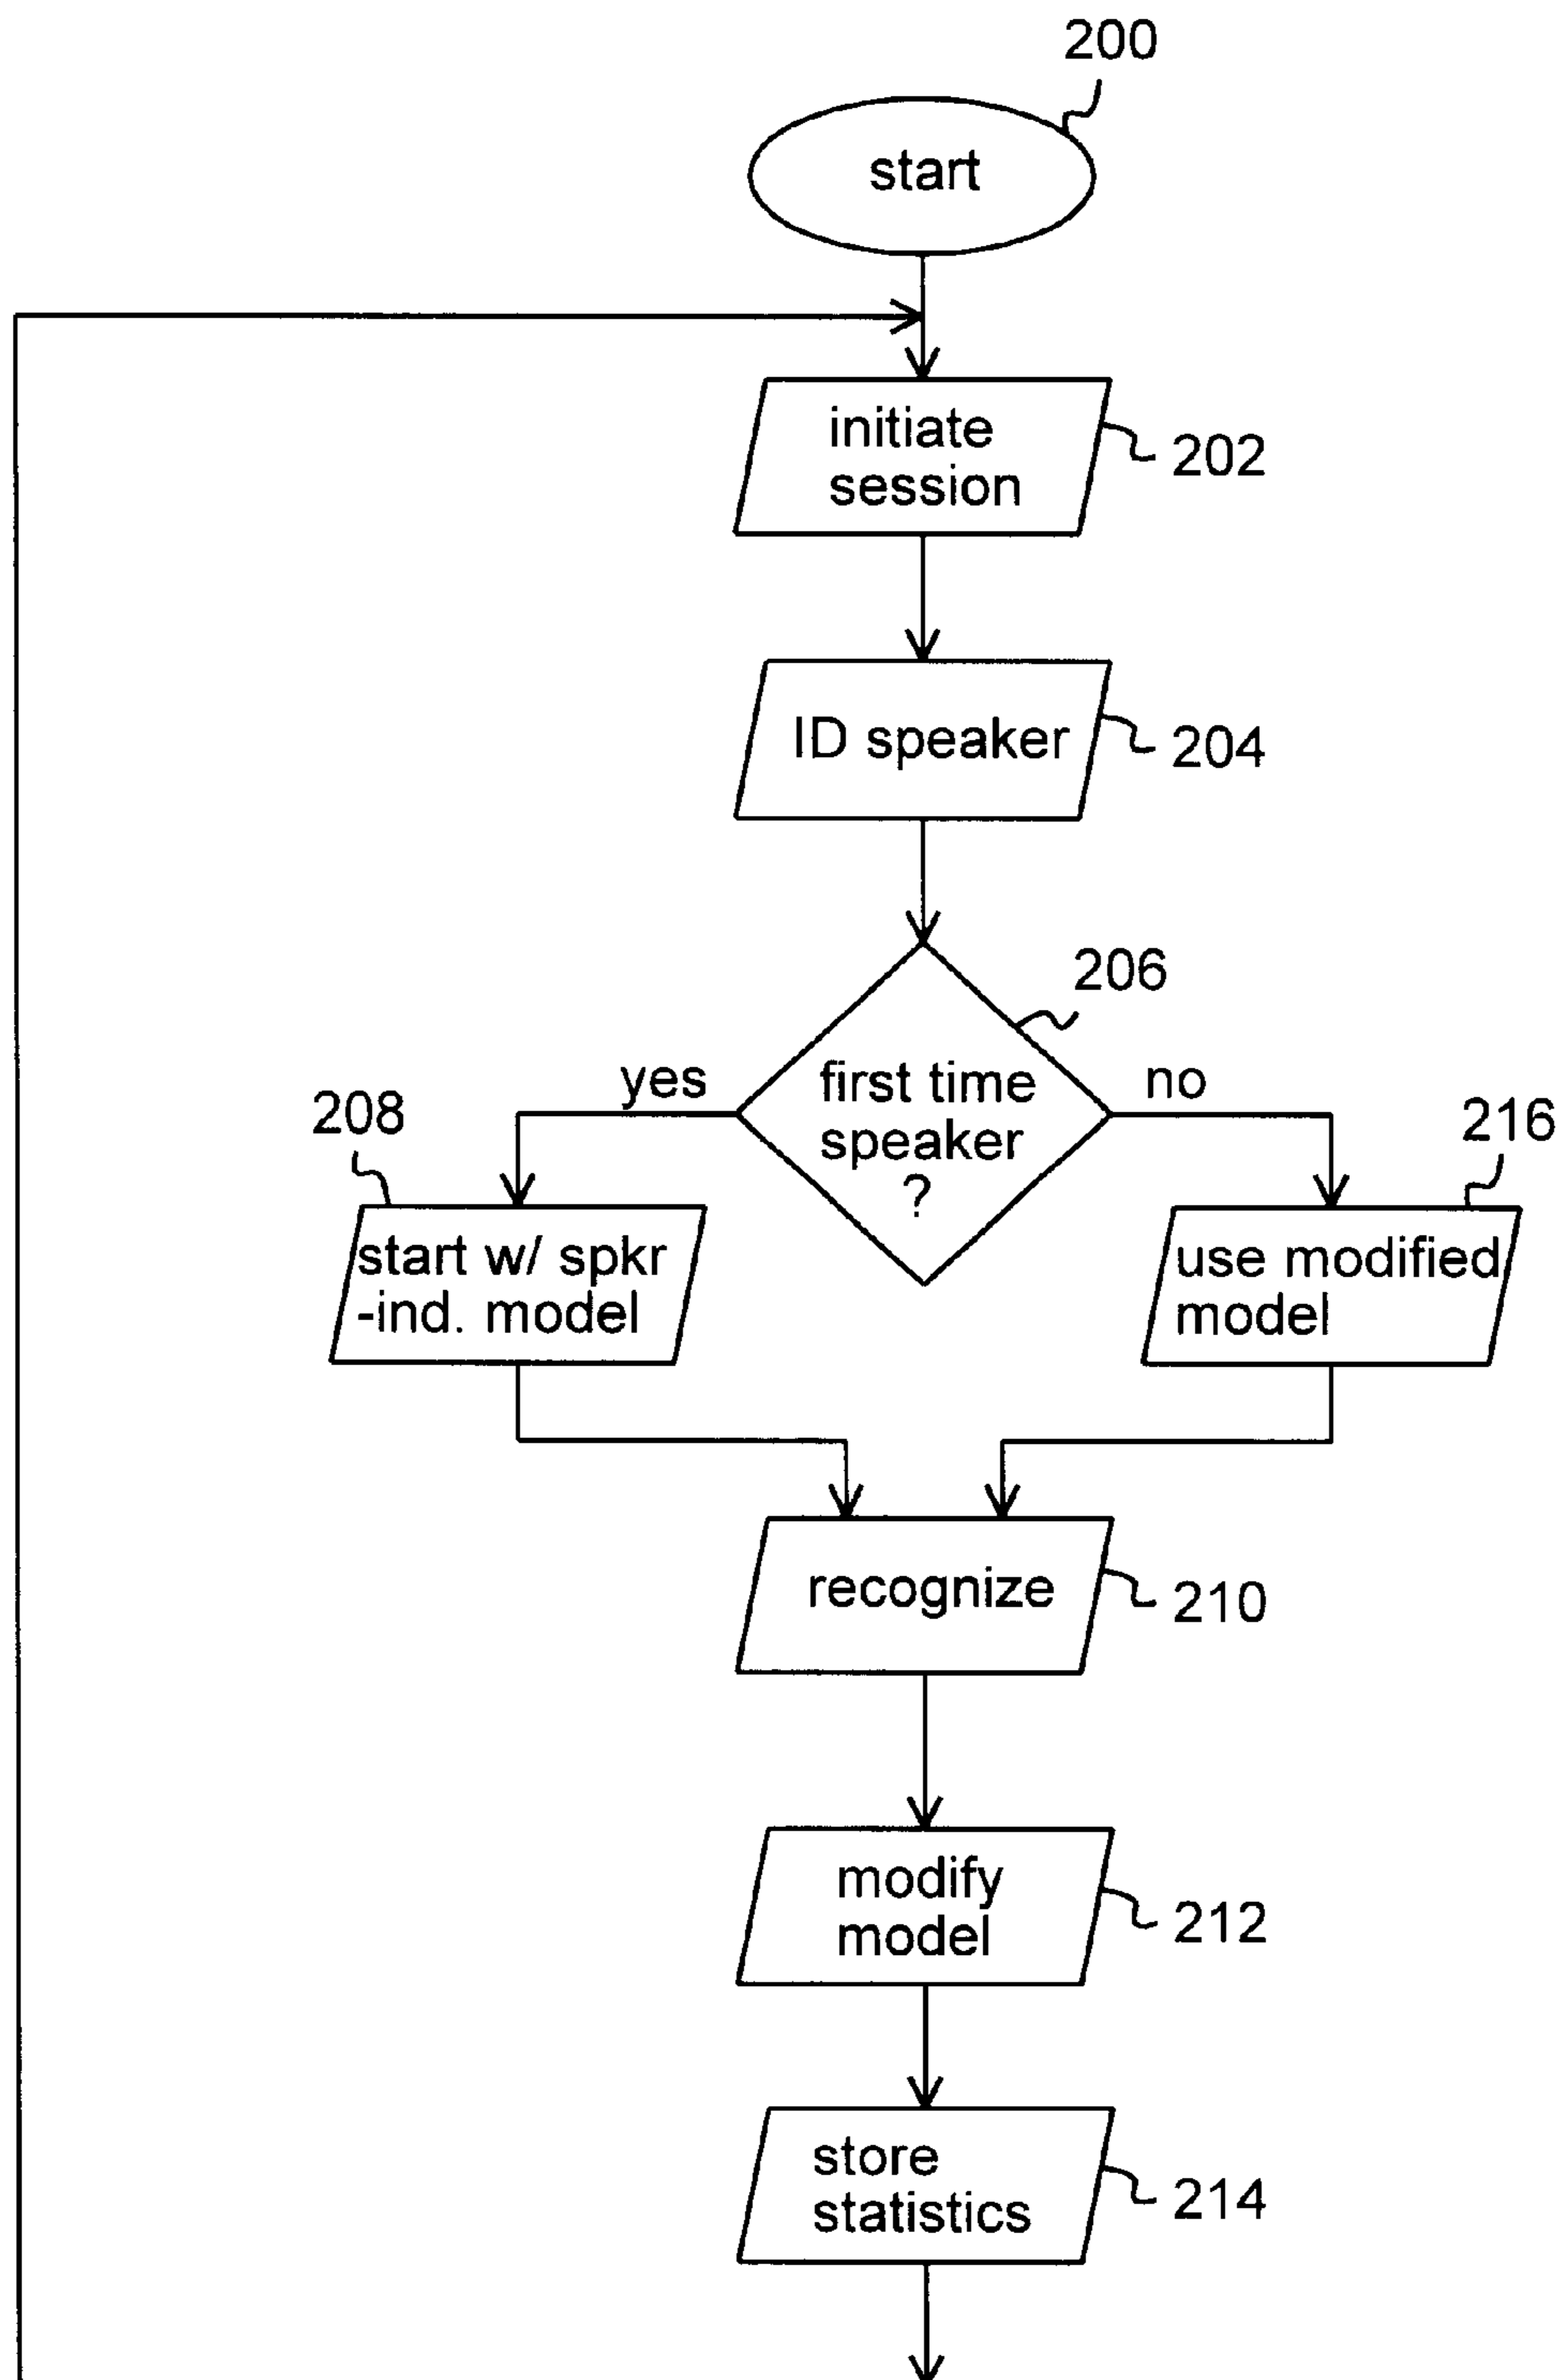 200
start
initiate
session
202
ID speaker
204
206
yes
first time
speaker
?
no
208
216
start w/ spkr
-ind. model
use modified
model
recognize
210
modify
model
212
store
statistics
214